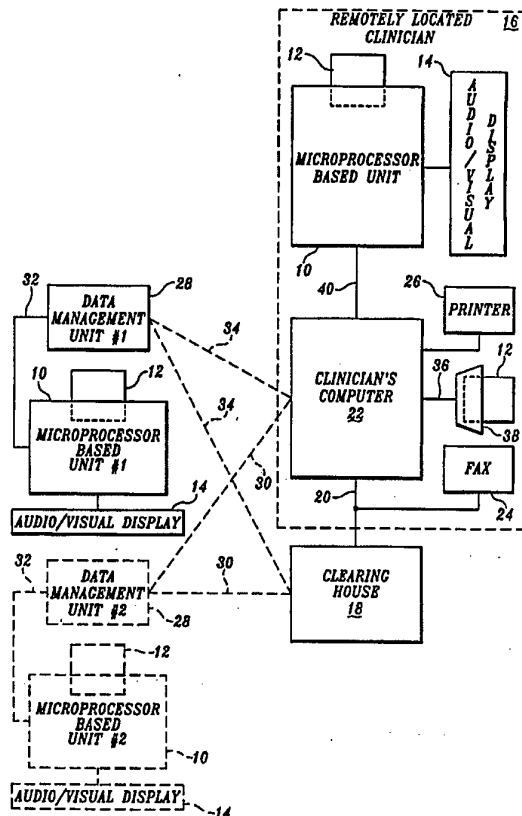 REMOTELY LOCATED
CLINICIAN
16
12
14
AUDIO/VISUAL
DISPLAY
MICROPROCESSOR
BASED UNIT
10
40
26
PRINTER
32
28
DATA
MANAGEMENT
UNIT #1
34
10
12
MICROPROCESSOR
BASED
UNIT #1
34
30
CLINICIAN'S
COMPUTER
22
36
12
38
FAX
24
20
14
AUDIO/VISUAL DISPLAY
32
DATA
MANAGEMENT
UNIT #2
28
30
CLEARING
HOUSE
18
12
MICROPROCESSOR
BASED
UNIT #2
10
AUDIO/VISUAL DISPLAY
14